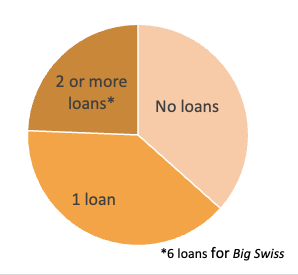 2 or more
loans*
No loans
1 loan
*6 loans for Big Swiss